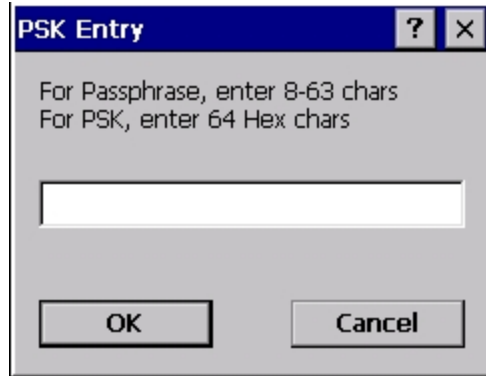 PSK Entry ? ×
For Passphrase, enter 8-63 chars
For PSK, enter 64 Hex chars
OK Cancel